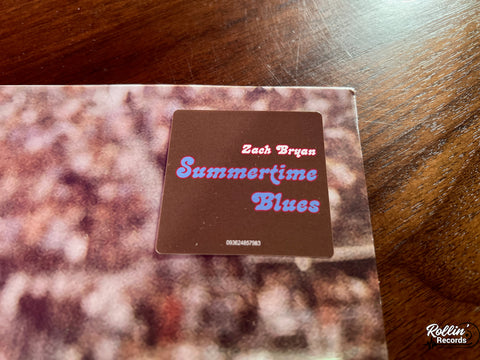 Zach Bryan
Summertime
Blues
093624857983
Rollin'
Records